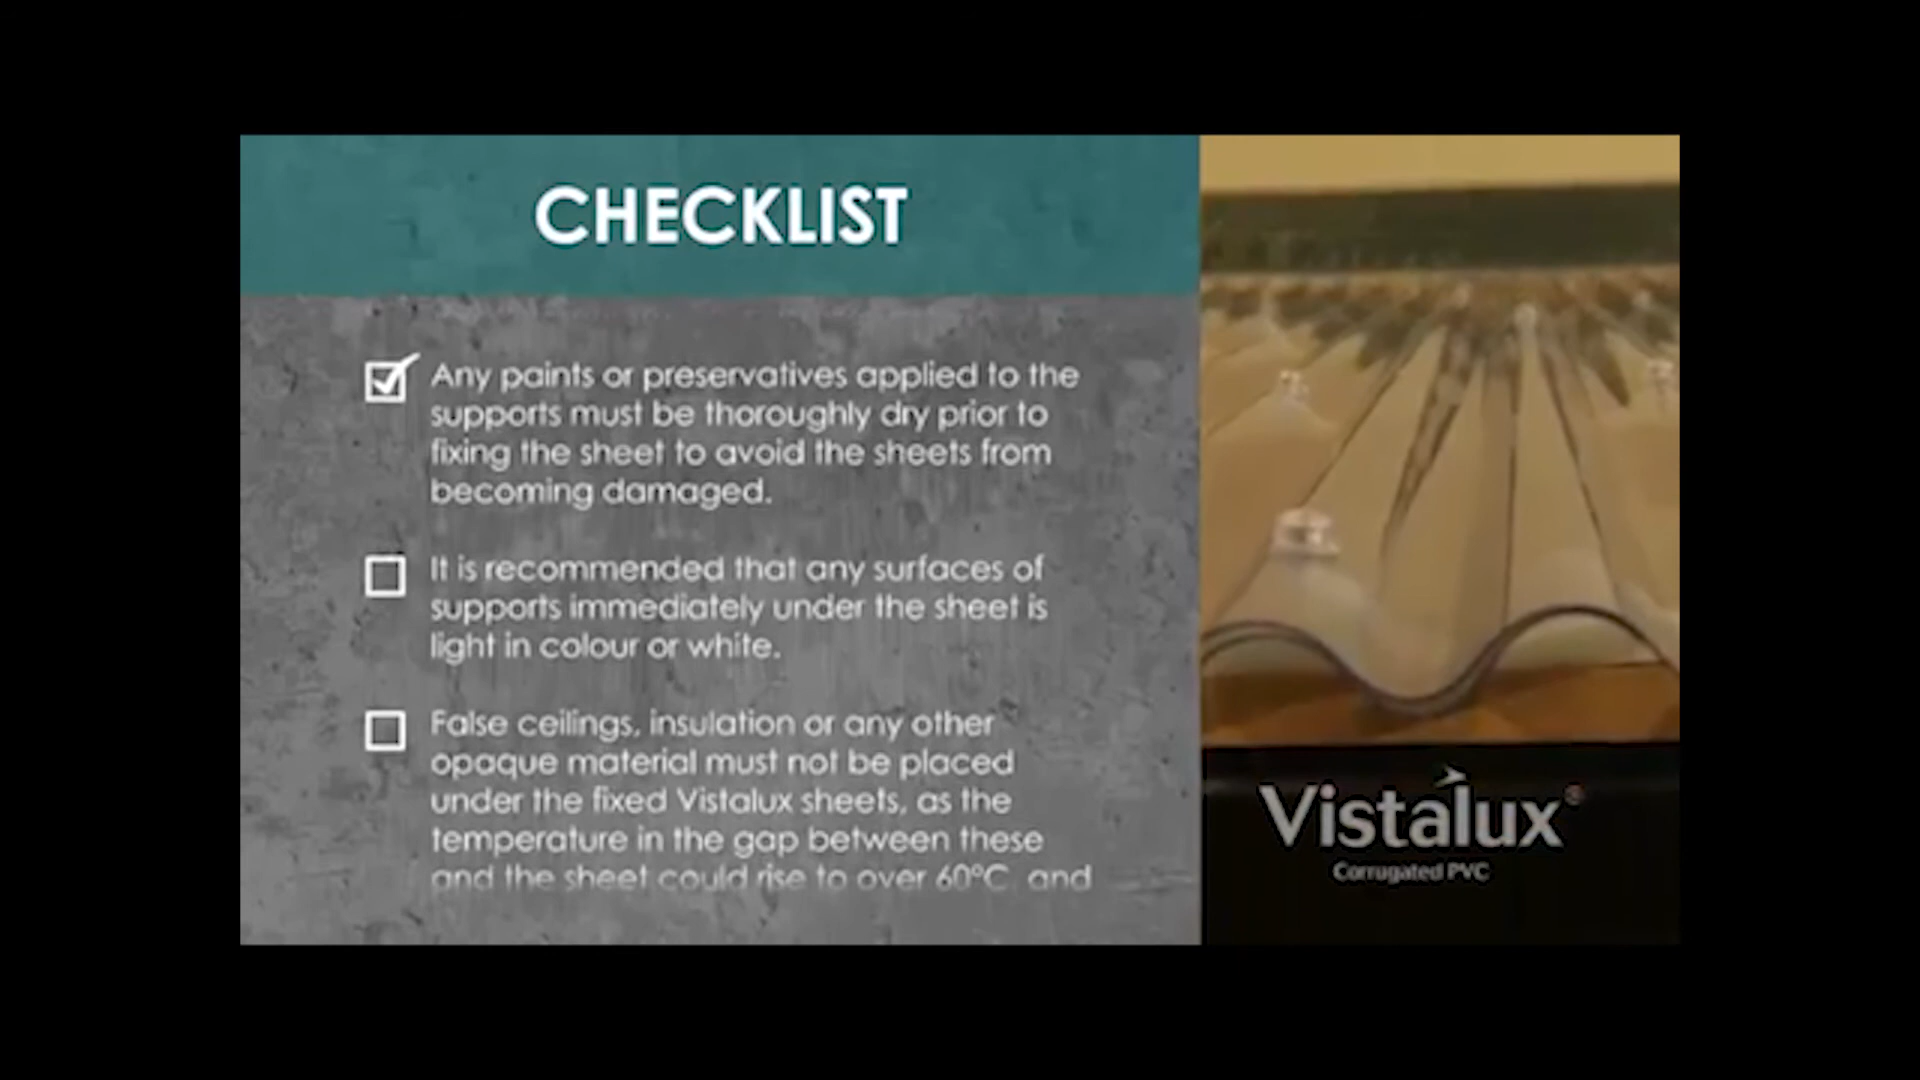 CHECKLIST
Any paints or preservatives applied to the
supports must be thoroughly dry prior to
fixing the sheet to avoid the sheets from
becoming damaged.
It is recommended that any surfaces of
supports immediately under the sheet is
light in colour or white.
False ceilings, insulation or any other
opaque material must not be placed
under the fixed Vistalux sheets, as the
temperature in the gap between these
and the sheet could rise to over 60°C, and
Vistalux®
Corrugated PVC